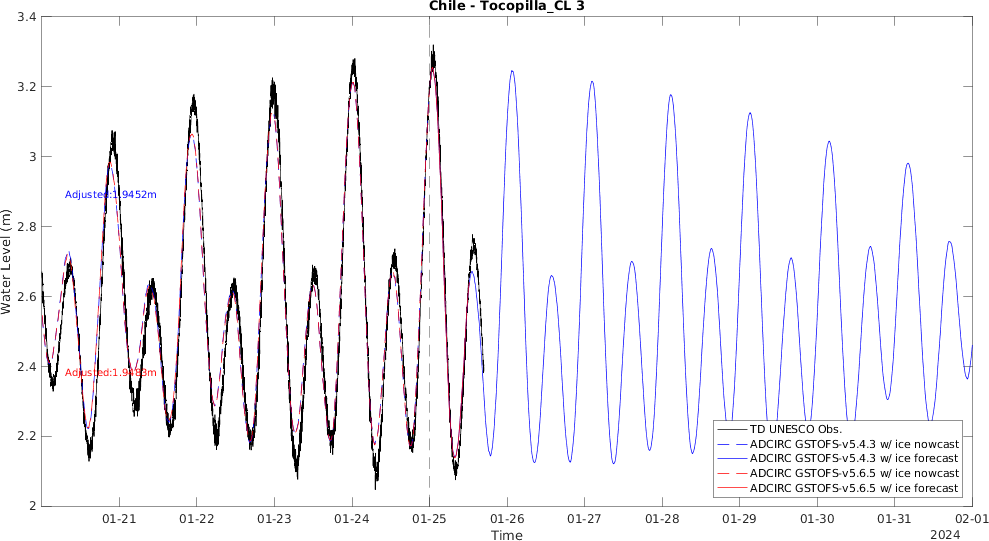 Chile - Tocopilla_CL 3
3.4
3.2
3
2.8
2.6
2.4
2.2
2
Water Level (m)
Adjusted:1.9452m
Adjusted:1.9483m
TD UNESCO Obs.
ADCIRC GSTOFS-v5.4.3 w/ ice nowcast
ADCIRC GSTOFS-v5.4.3 w/ ice forecast
ADCIRC GSTOFS-v5.6.5 w/ ice nowcast
ADCIRC GSTOFS-v5.6.5 w/ ice forecast
01-21 01-22 01-23 01-24 01-25 01-26 01-27 01-28 01-29 01-30 01-31 02-01
Time
2024